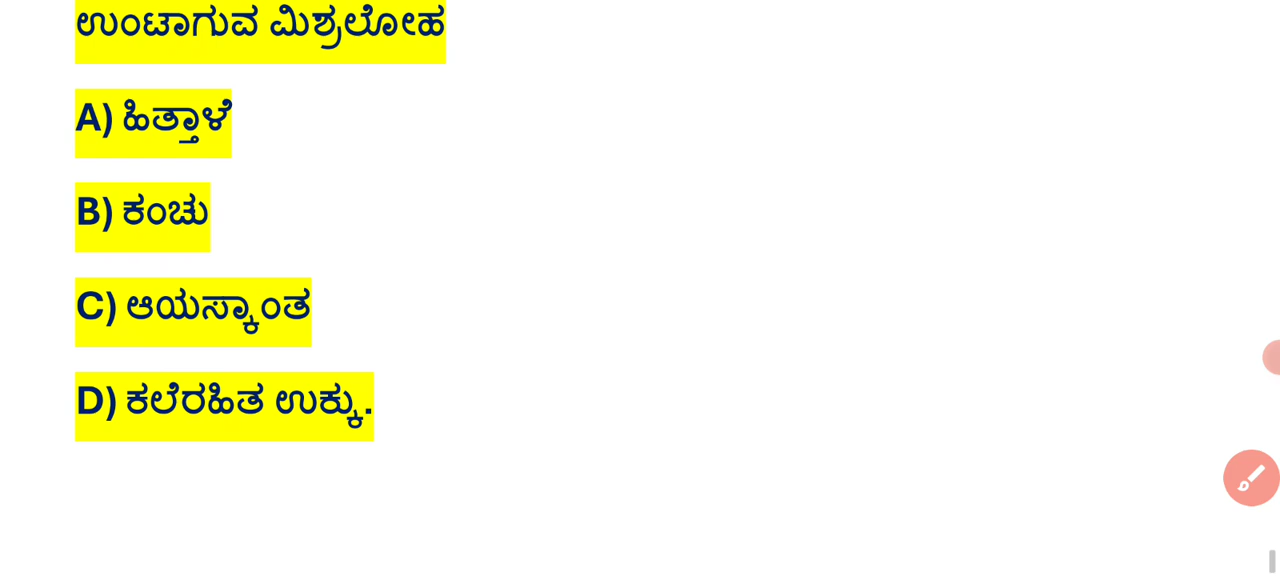 ಉಂಟಾಗುವ ಮಿಶ್ರಲೋಹ
A) ಹಿತ್ತಾಳೆ
B) ಕಂಚು
C) ಆಯಸ್ಕಾಂತ
D) ಕಲೆರಹಿತ ಉಕ್ಕು.